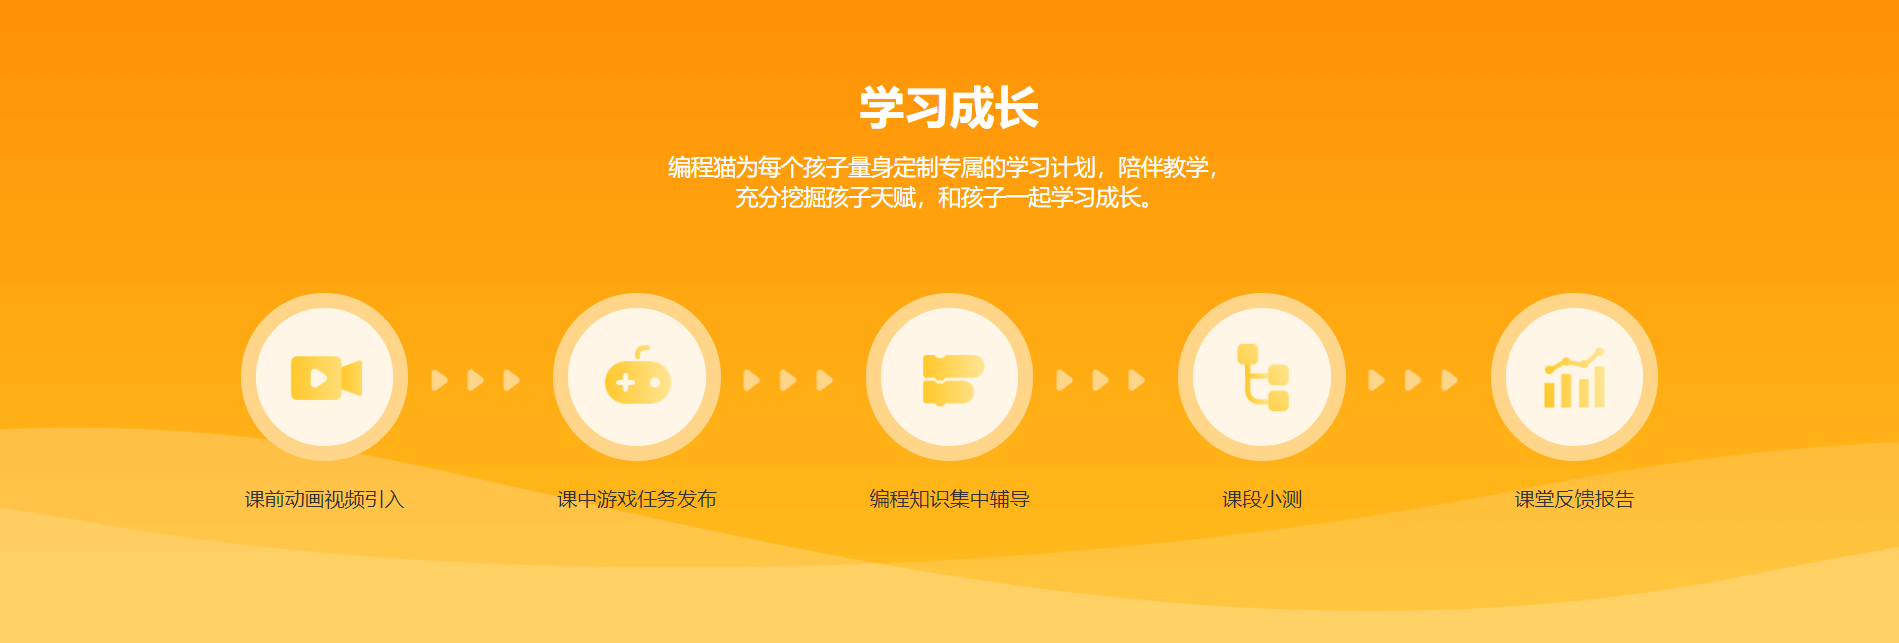 学习成长
编程猫为每个孩子量身定制专属的学习计划，陪伴教学，
充分挖掘孩子天赋，和孩子一起学习成长。
课前动画视频引入
课中游戏任务发布
编程知识集中辅导
课段小测
课堂反馈报告